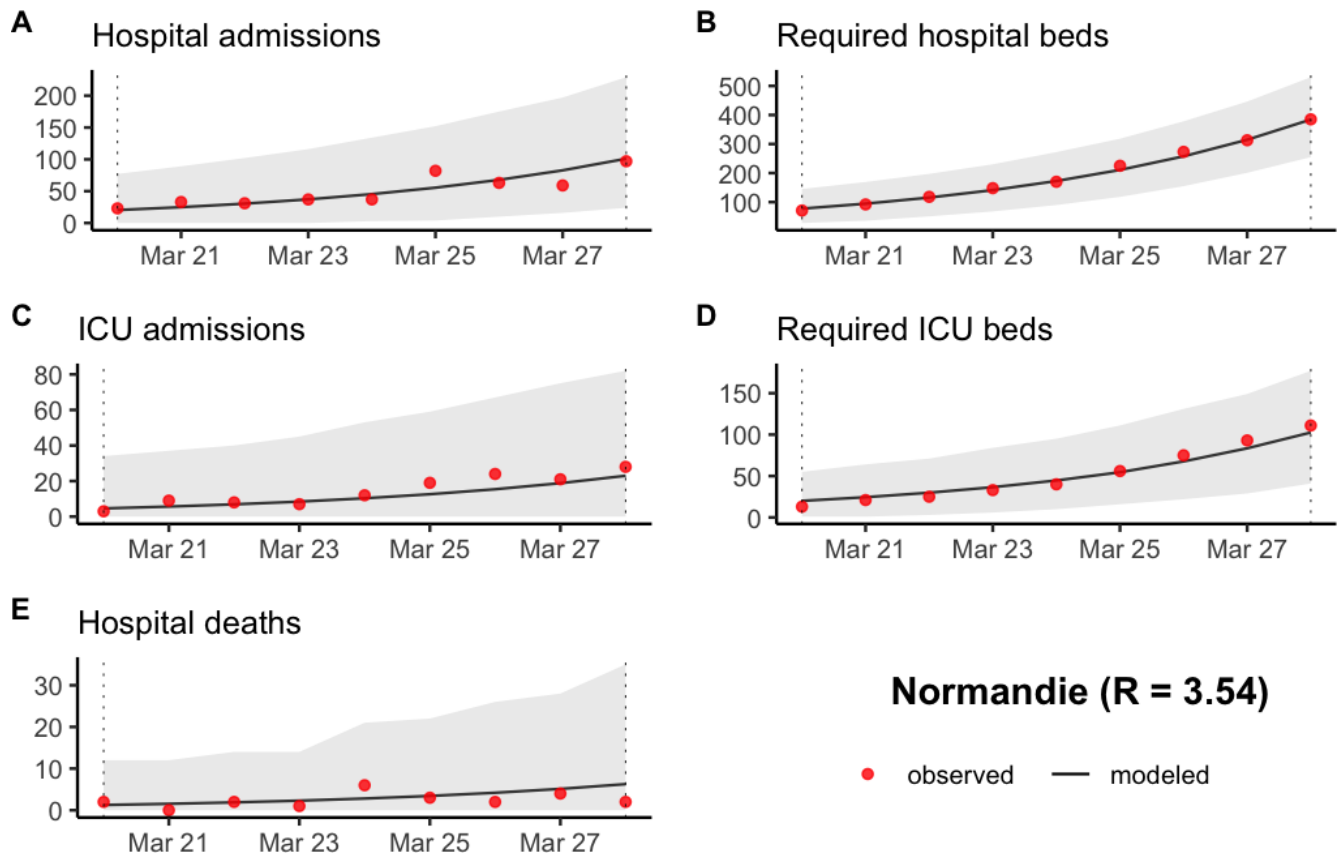 A
Hospital admissions
200
150
100
50
0
Mar 21 Mar 23 Mar 25 Mar 27
B
Required hospital beds
500
400
300
200
100
Mar 21 Mar 23 Mar 25 Mar 27
C
ICU admissions
80
60
40
20
0
Mar 21 Mar 23 Mar 25 Mar 27
D
Required ICU beds
150
100
50
0
Mar 21 Mar 23 Mar 25 Mar 27
E
Hospital deaths
30
20
10
0
Mar 21 Mar 23 Mar 25 Mar 27
Normandie (R = 3.54)
observed modeled